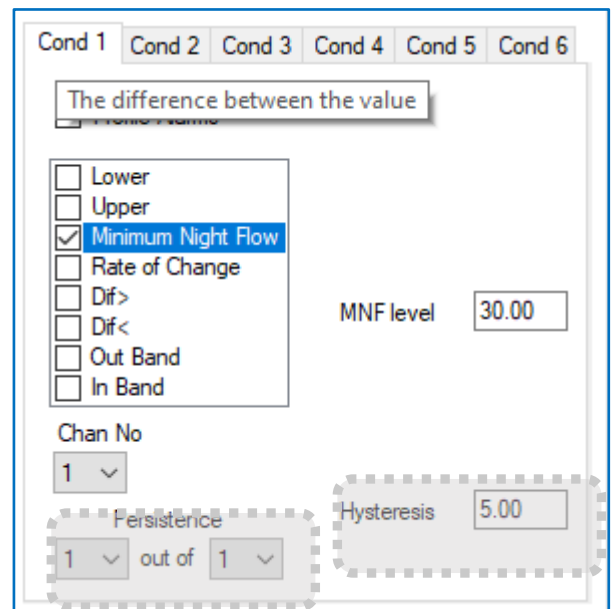 Cond 1 Cond 2 Cond 3 Cond 4 Cond 5 Cond 6
The difference between the value
Lower
Upper
Minimum Night Flow
Rate of Change
Dif>
Dif<
Out Band
In Band
MNF level 30.00
Chan No
1
Hysteresis 5.00
Persistence
1 out of 1